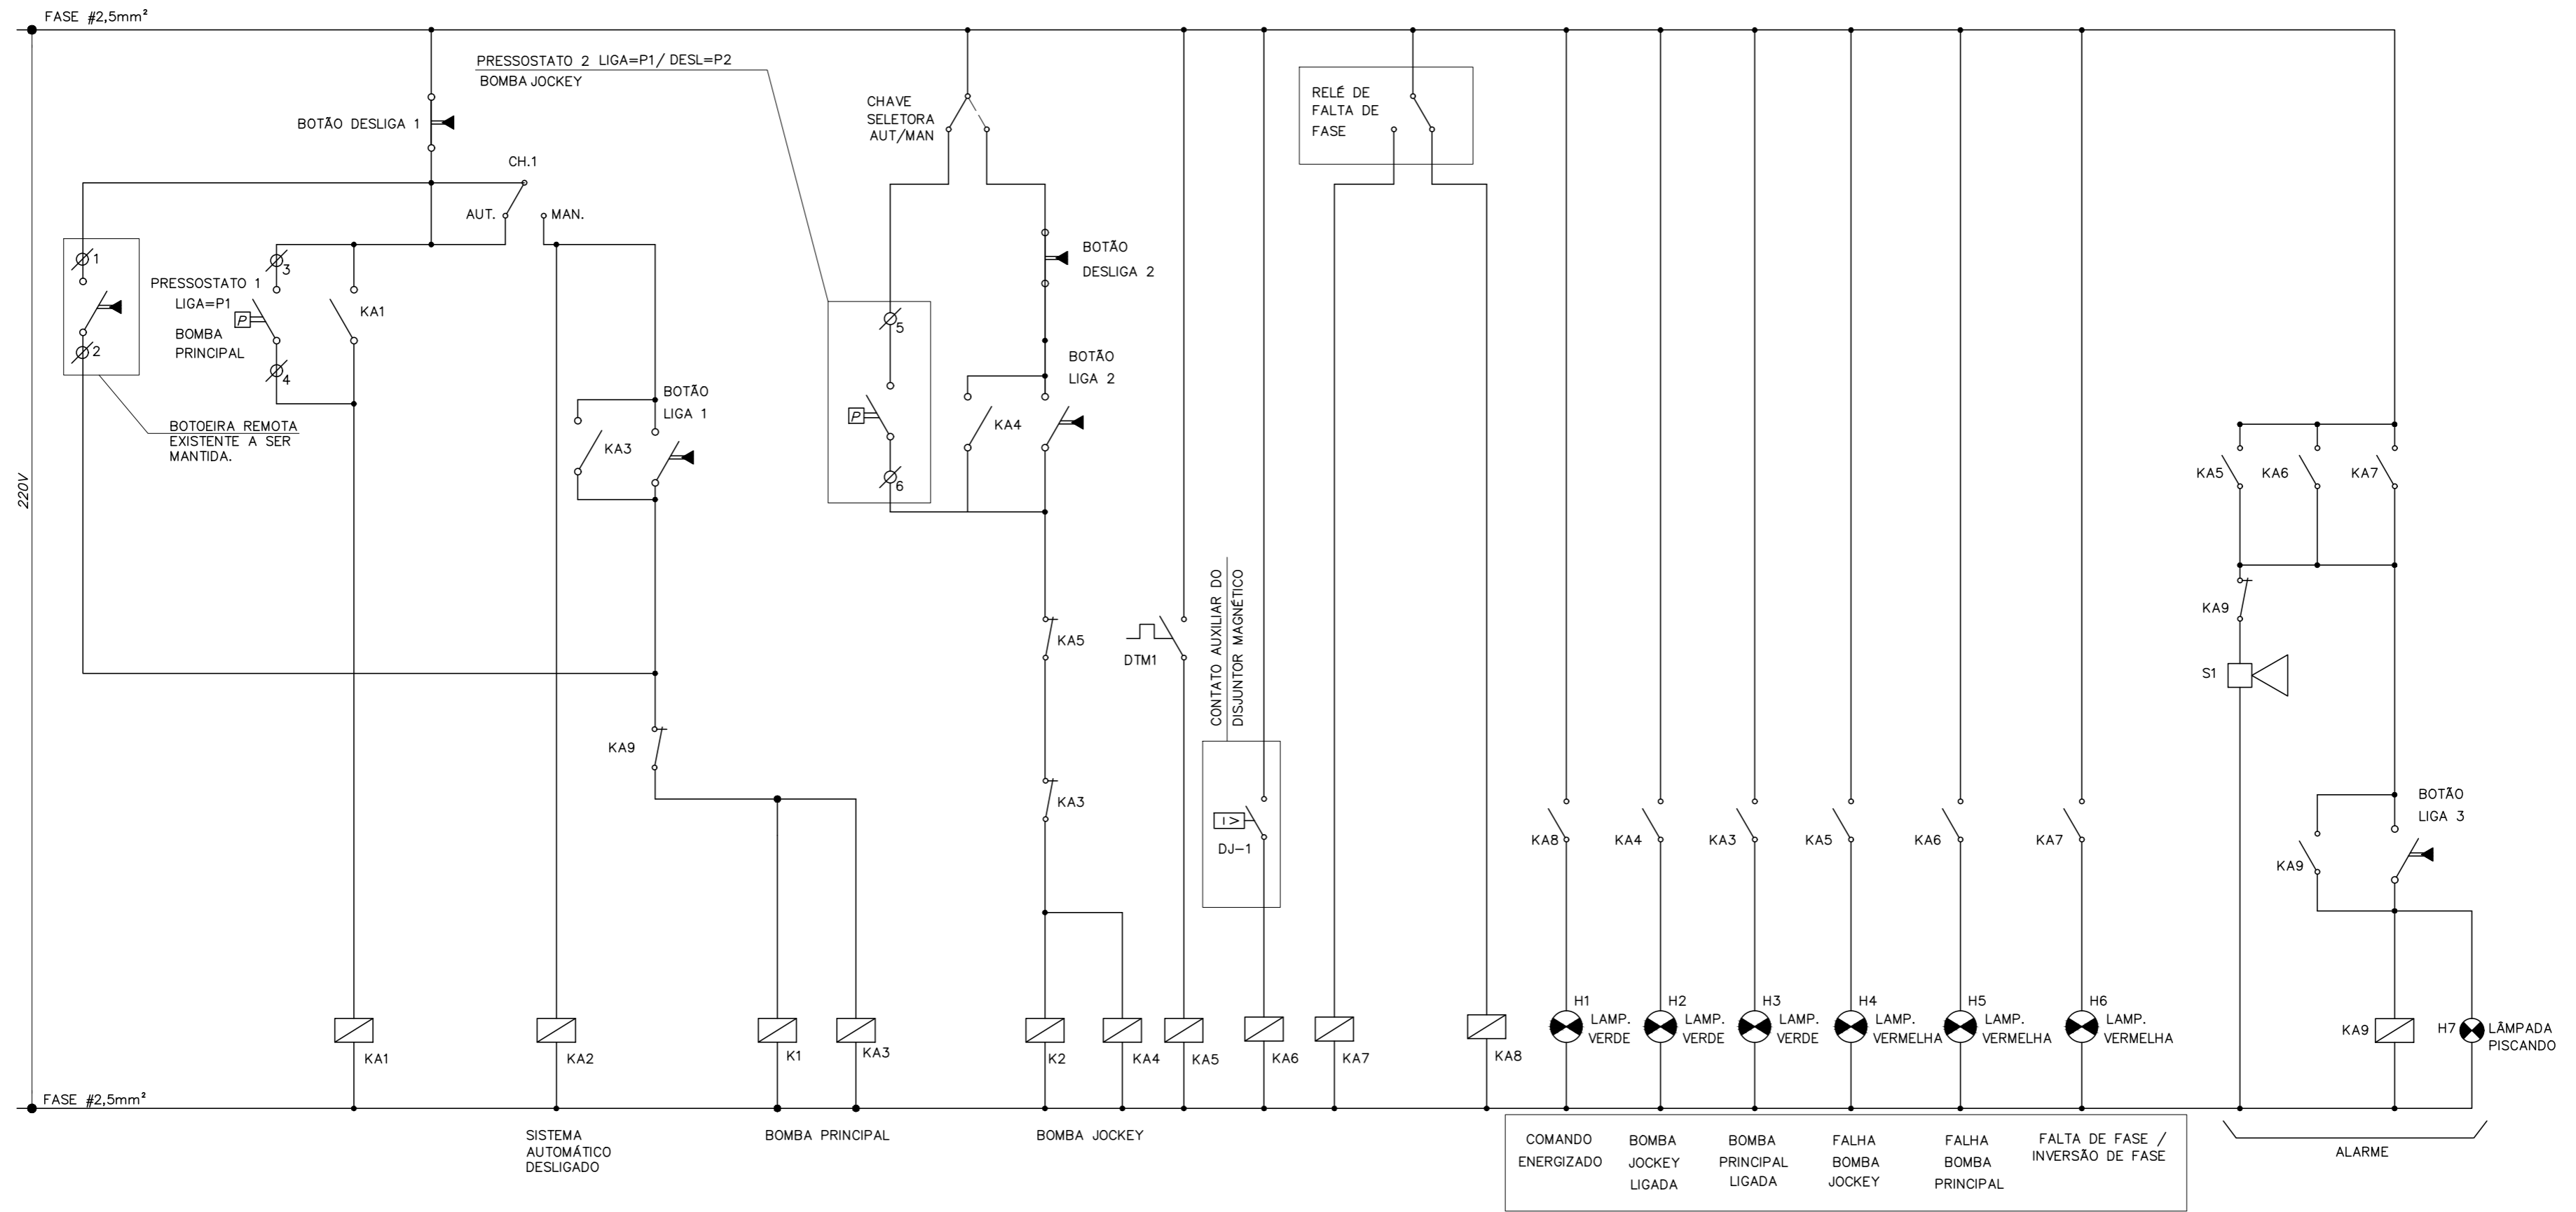 FASE #2,5mm²
PRESSOSTATO 2 LIGA=P1/ DESL=P2
BOMBA JOCKEY
BOTÃO DESLIGA 1
CH.1
AUT.
MAN.
CHAVE
SELETORA
AUT/MAN
RELÉ DE
FALTA DE
FASE
1
2
BOTOEIRA REMOTA
EXISTENTE A SER
MANTIDA.
PRESSOSTATO 1
LIGA=P1
BOMBA
PRINCIPAL
3
P
4
KA1
BOTÃO
LIGA 1
KA3
KA9
5
P
6
BOTÃO
DESLIGA 2
BOTÃO
LIGA 2
KA4
KA5
KA3
DTM1
CONTATO AUXILIAR DO
DISJUNTOR MAGNÉTICO
I >
DJ-1
220V
KA8
KA4
KA3
KA5
KA6
KA7
KA5
KA6
KA7
KA9
S1
BOTÃO
LIGA 3
KA9
KA1
KA2
K1
KA3
K2
KA4
KA5
KA6
KA7
KA8
H1
LAMP.
VERDE
H2
LAMP.
VERDE
H3
LAMP.
VERDE
H4
LAMP.
VERMELHA
H5
LAMP.
VERMELHA
H6
LAMP.
VERMELHA
KA9
H7
LÂMPADA
PISCANDO
FASE #2,5mm²
SISTEMA
AUTOMÁTICO
DESLIGADO
BOMBA PRINCIPAL
BOMBA JOCKEY
COMANDO
ENERGIZADO
BOMBA
JOCKEY
LIGADA
BOMBA
PRINCIPAL
LIGADA
FALHA
BOMBA
JOCKEY
FALHA
BOMBA
PRINCIPAL
FALTA DE FASE /
INVERSÃO DE FASE
ALARME